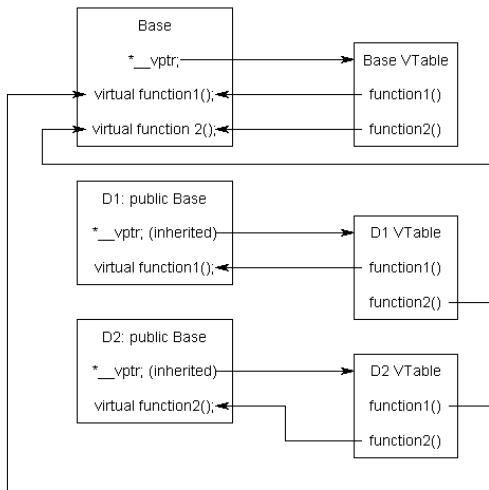 Base
*__vptr;
virtual function1();
virtual function 2();
Base VTable
function1()
function2()
D1: public Base
*__vptr; (inherited)
virtual function1();
D1 VTable
function1()
function2()
D2: public Base
*__vptr; (inherited)
virtual function2();
D2 VTable
function1()
function2()